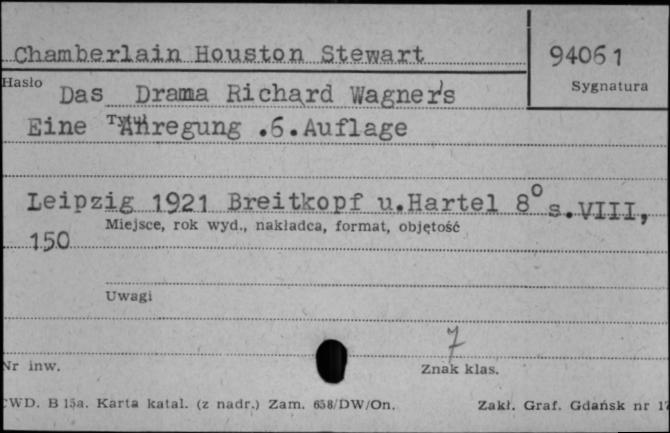 Chamberlain Houston Stewart
94061
Hasło
Sygnatura
Das Drama Richard Wagner's
Tytuł
Eine Anregung .6.Auflage
Leipzig 1921 Breitkopf u.Hartel 8° s.VIII,
Miejsce, rok wyd., nakładca, format, objętość
150
Uwagi
7
Nr inw.
Znak klas.
CWD. B 15a. Karta katal. (z nadr.) Zam. 658/DW/On.
Zakł. Graf. Gdańsk nr